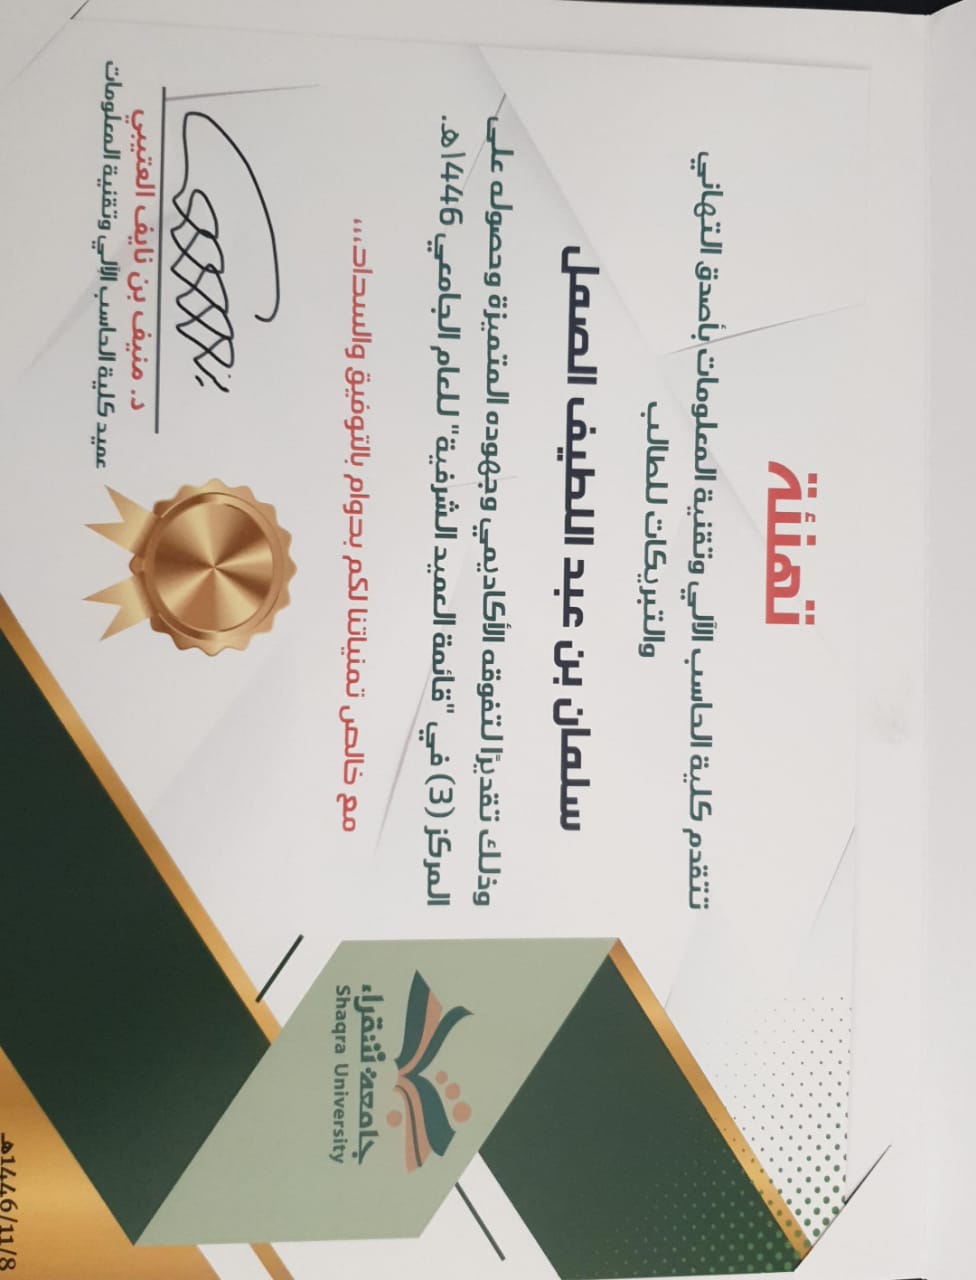 تهنئة
تتقدم كلية الحاسب الآلي وتقنية المعلومات بأصدق التهاني
والتبريكات للطالب
سلمان بن عبد اللطيف الصمل
وذلك تقديرًا لتفوقه الأكاديمي وجهوده المتميزة وحصوله على
المركز (3) في "قائمة العميد الشرفية" للعام الجامعي 1446هـ.
مع خالص تمنياتنا لكم بدوام بالتوفيق والسداد،،،
د. منيف بن نايف العتيبي
عميد كلية الحاسب الآلي وتقنية المعلومات
جامعة شقراء
Shaqra University
1446/11/8هـ